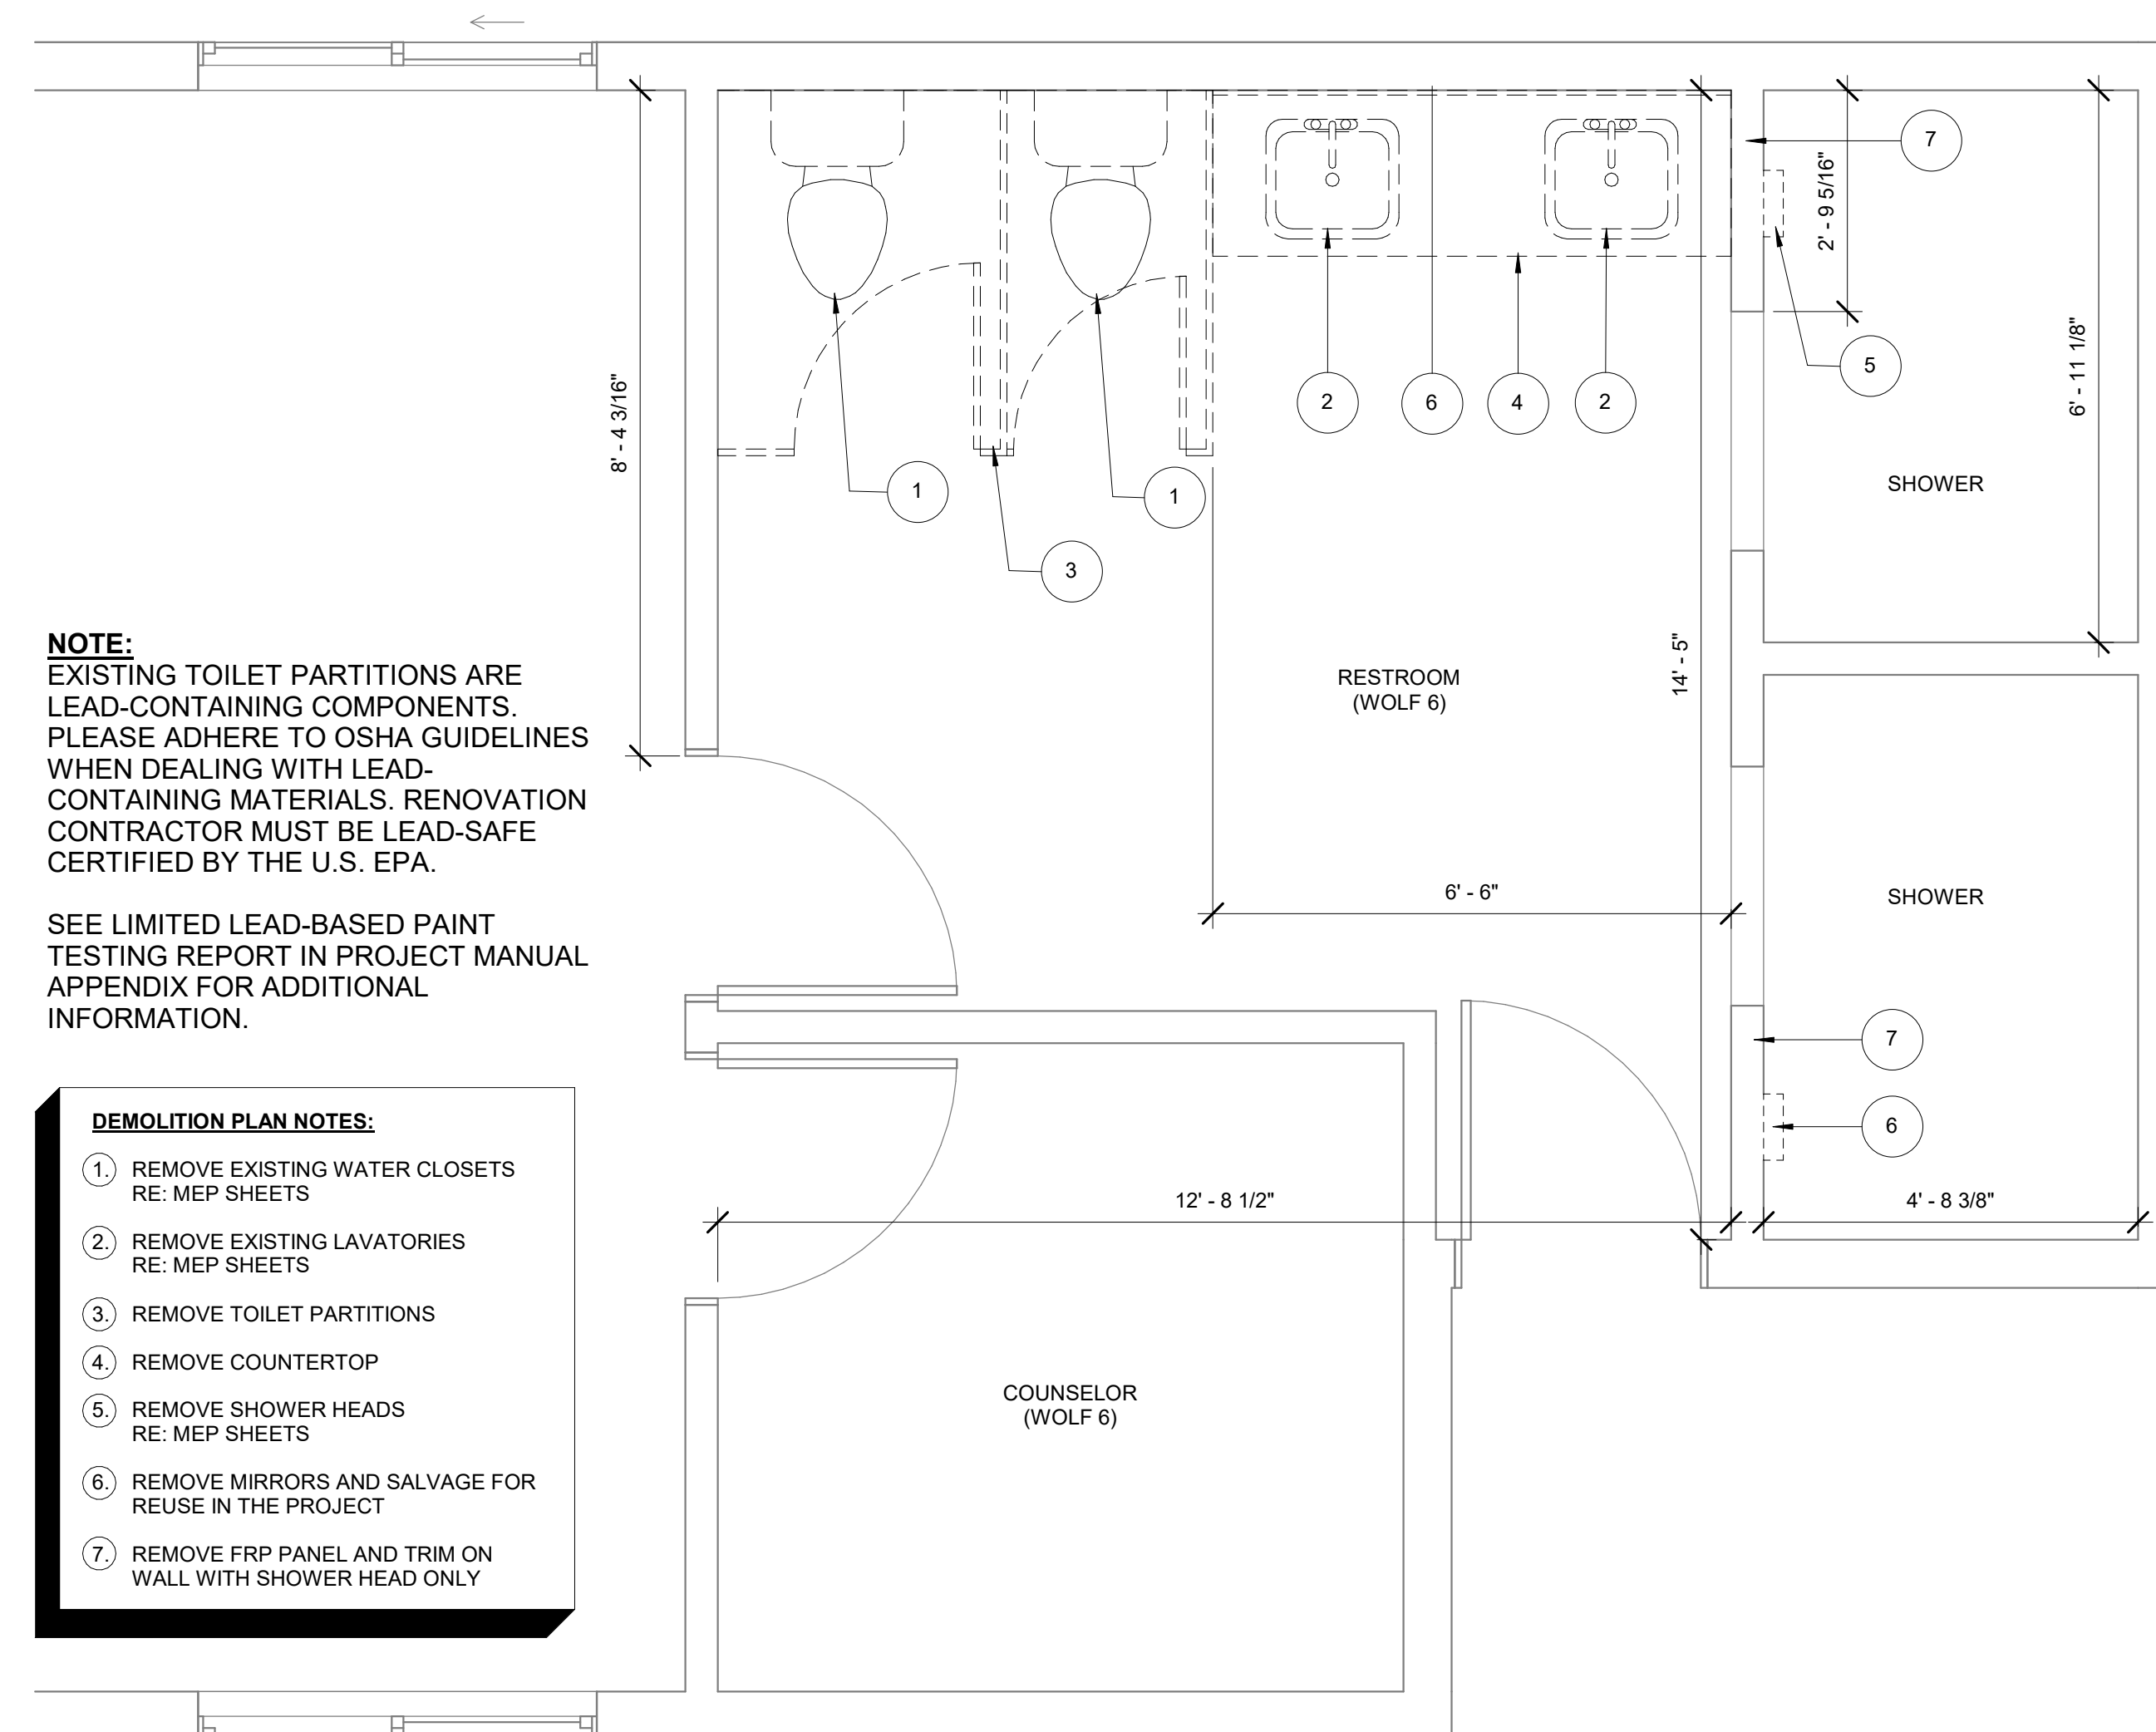 7
2' - 9 5/16"
5
6' - 11 1/8"
8' - 4 3/16"
2
6
4
2
1
1
3
SHOWER
14' - 5"
RESTROOM
(WOLF 6)
NOTE:
EXISTING TOILET PARTITIONS ARE
LEAD-CONTAINING COMPONENTS.
PLEASE ADHERE TO OSHA GUIDELINES
WHEN DEALING WITH LEAD-
CONTAINING MATERIALS. RENOVATION
CONTRACTOR MUST BE LEAD-SAFE
CERTIFIED BY THE U.S. EPA.
SEE LIMITED LEAD-BASED PAINT
TESTING REPORT IN PROJECT MANUAL
APPENDIX FOR ADDITIONAL
INFORMATION.
6' - 6"
SHOWER
7
6
12' - 8 1/2"
4' - 8 3/8"
DEMOLITION PLAN NOTES:
1. REMOVE EXISTING WATER CLOSETS
RE: MEP SHEETS
2. REMOVE EXISTING LAVATORIES
RE: MEP SHEETS
3. REMOVE TOILET PARTITIONS
4. REMOVE COUNTERTOP
5. REMOVE SHOWER HEADS
RE: MEP SHEETS
6. REMOVE MIRRORS AND SALVAGE FOR
REUSE IN THE PROJECT
7. REMOVE FRP PANEL AND TRIM ON
WALL WITH SHOWER HEAD ONLY
COUNSELOR
(WOLF 6)